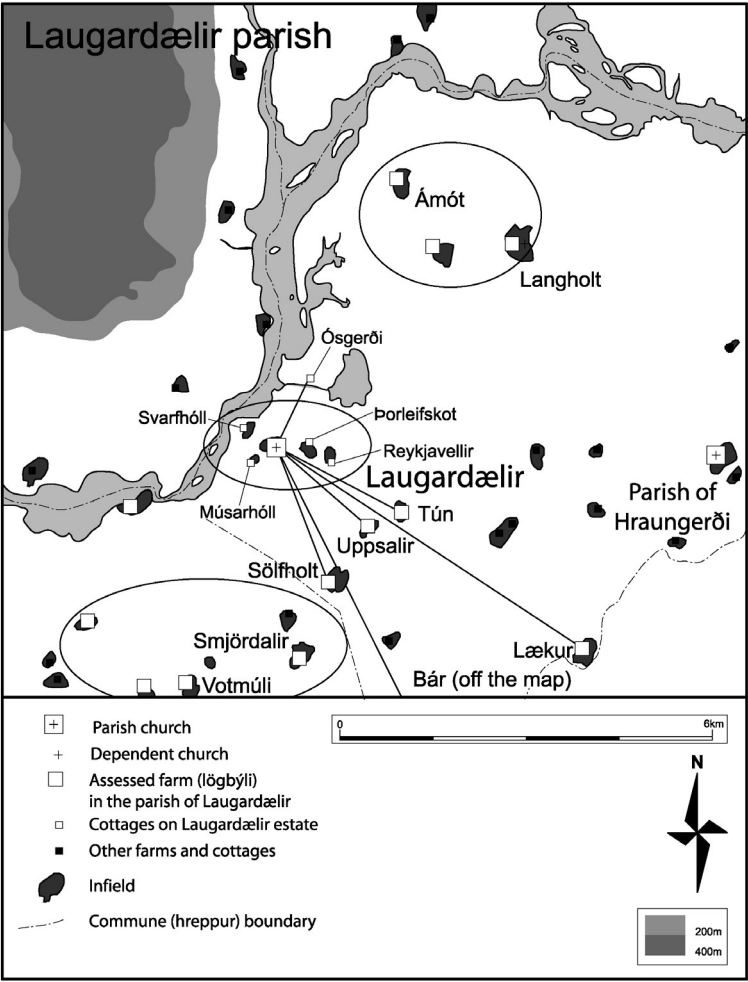 Laugardælir parish
Ámót
Langholt
Ósgerði
Svarfhóll
Þorleifskot
Reykjavellir
Laugardælir
Músarhóll
Tún
Uppsalir
Parish of
Hraungerði
Sölfholt
Smjördalir
Lækur
Votmúli
Bár (off the map)
Parish church
Dependent church
Assessed farm (lögbýli)
in the parish of Laugardælir
Cottages on Laugardælir estate
Other farms and cottages
Infield
Commune (hreppur) boundary
0 6km
N
200m
400m